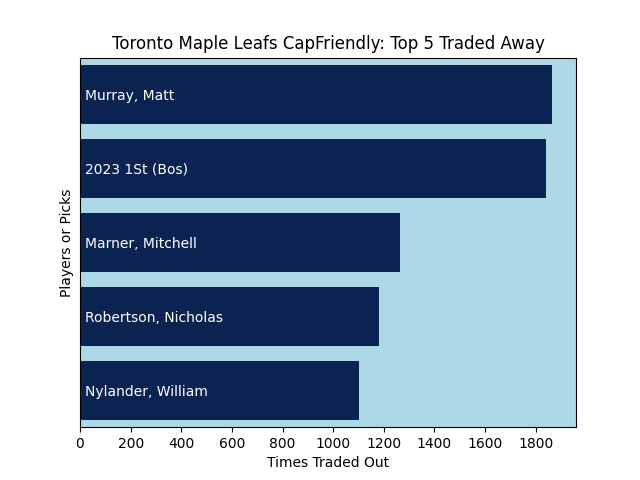 Toronto Maple Leafs CapFriendly: Top 5 Traded Away
Players or Picks
Murray, Matt
2023 1St (Bos)
Marner, Mitchell
Robertson, Nicholas
Nylander, William
0 200 400 600 800 1000 1200 1400 1600 1800
Times Traded Out